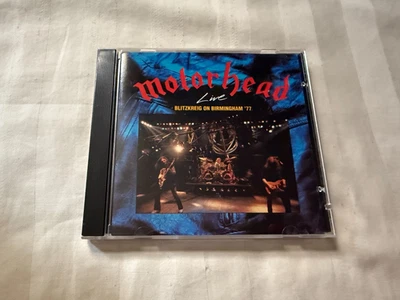 motörhead
Live
BLITZKREIG ON BIRMINGHAM '77